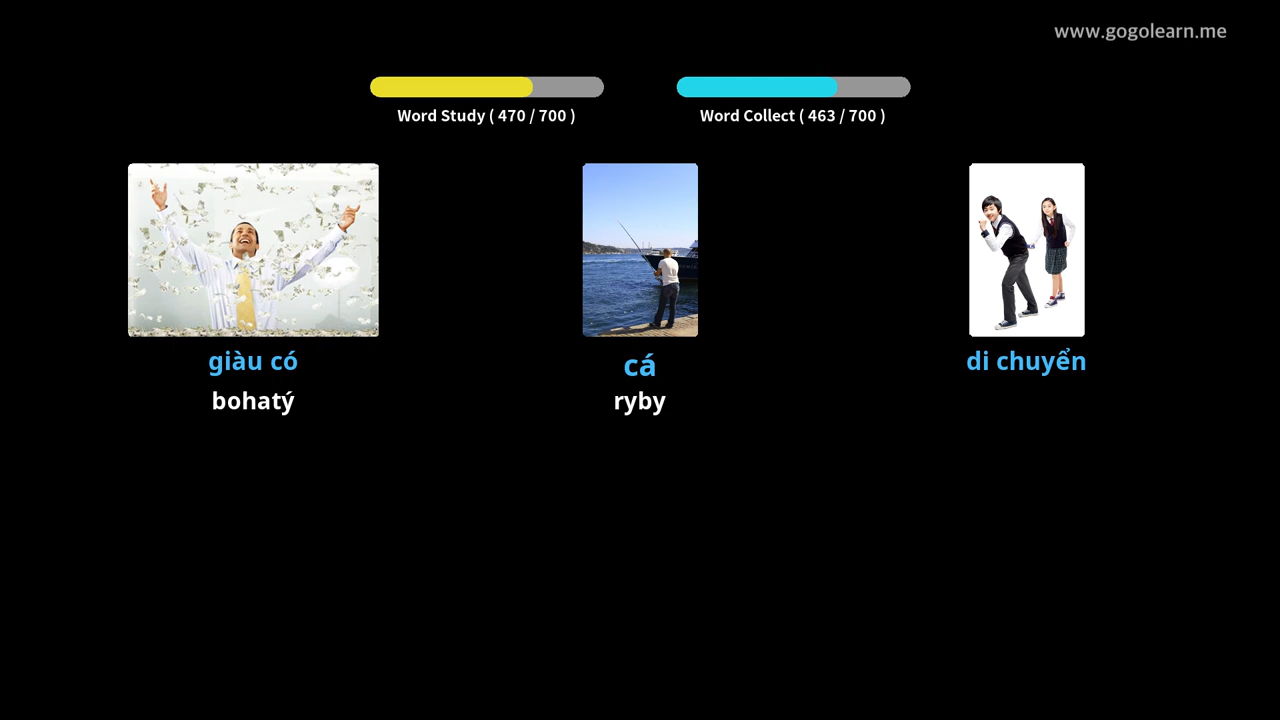 www.gogolearn.me
Word Study ( 470 / 700 )
Word Collect ( 463 / 700 )
giàu có
cá
di chuyển
bohatý
ryby